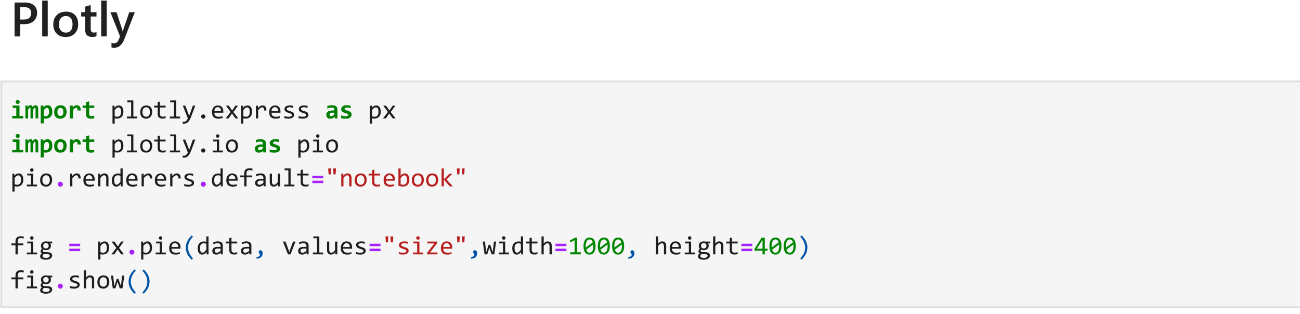 Plotly
import plotly.express as px
import plotly.io as pio
pio.renderers.default="notebook"
fig = px.pie(data, values="size",width=1000, height=400)
fig.show()